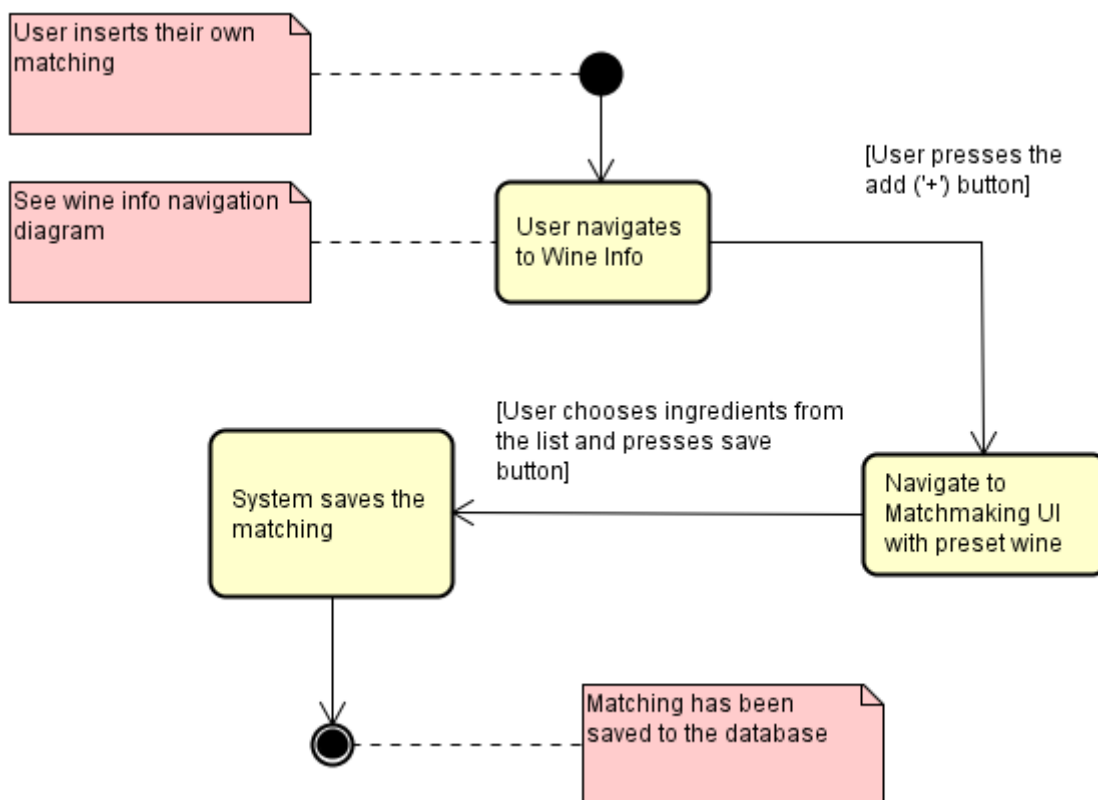 User inserts their own
matching
[User presses the
add ('+') button]
See wine info navigation
diagram
User navigates
to Wine Info
[User chooses ingredients from
the list and presses save
button]
System saves the
matching
Navigate to
Matchmaking UI
with preset wine
Matching has been
saved to the database